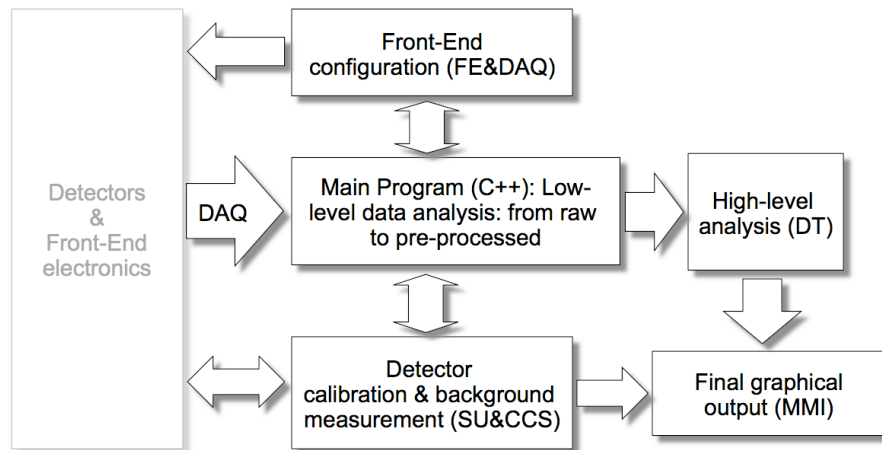 Front-End
configuration (FE&DAQ)
Detectors
&
Front-End
electronics
DAQ
Main Program (C++): Low-
level data analysis: from raw
to pre-processed
High-level
analysis (DT)
Detector
calibration & background
measurement (SU&CCS)
Final graphical
output (MMI)